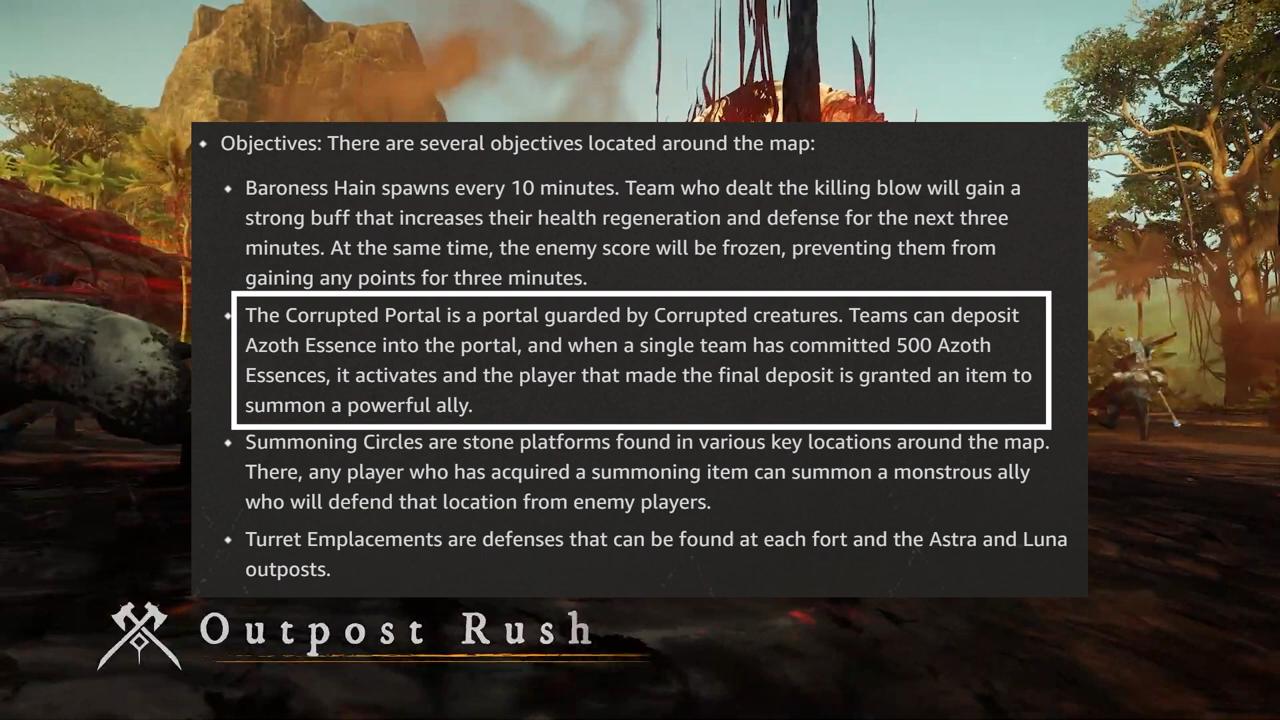 Objectives: There are several objectives located around the map:
Baroness Hain spawns every 10 minutes. Team who dealt the killing blow will gain a
strong buff that increases their health regeneration and defense for the next three
minutes. At the same time, the enemy score will be frozen, preventing them from
gaining any points for three minutes.
The Corrupted Portal is a portal guarded by Corrupted creatures. Teams can deposit
Azoth Essence into the portal, and when a single team has committed 500 Azoth
Essences, it activates and the player that made the final deposit is granted an item to
summon a powerful ally.
Summoning Circles are stone platforms found in various key locations around the map.
There, any player who has acquired a summoning item can summon a monstrous ally
who will defend that location from enemy players.
Turret Emplacements are defenses that can be found at each fort and the Astra and Luna
outposts.
Outpost Rush